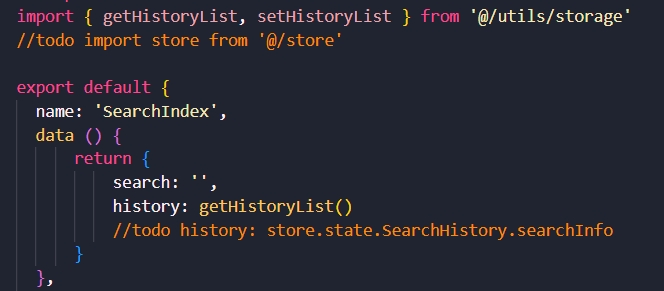 import { getHistoryList, setHistoryList } from '@/utils/storage'
//todo import store from '@/store'
export default {
name: 'SearchIndex',
data () {
return {
search: '',
history: getHistoryList()
//todo history: store.state.SearchHistory.searchInfo
}
},